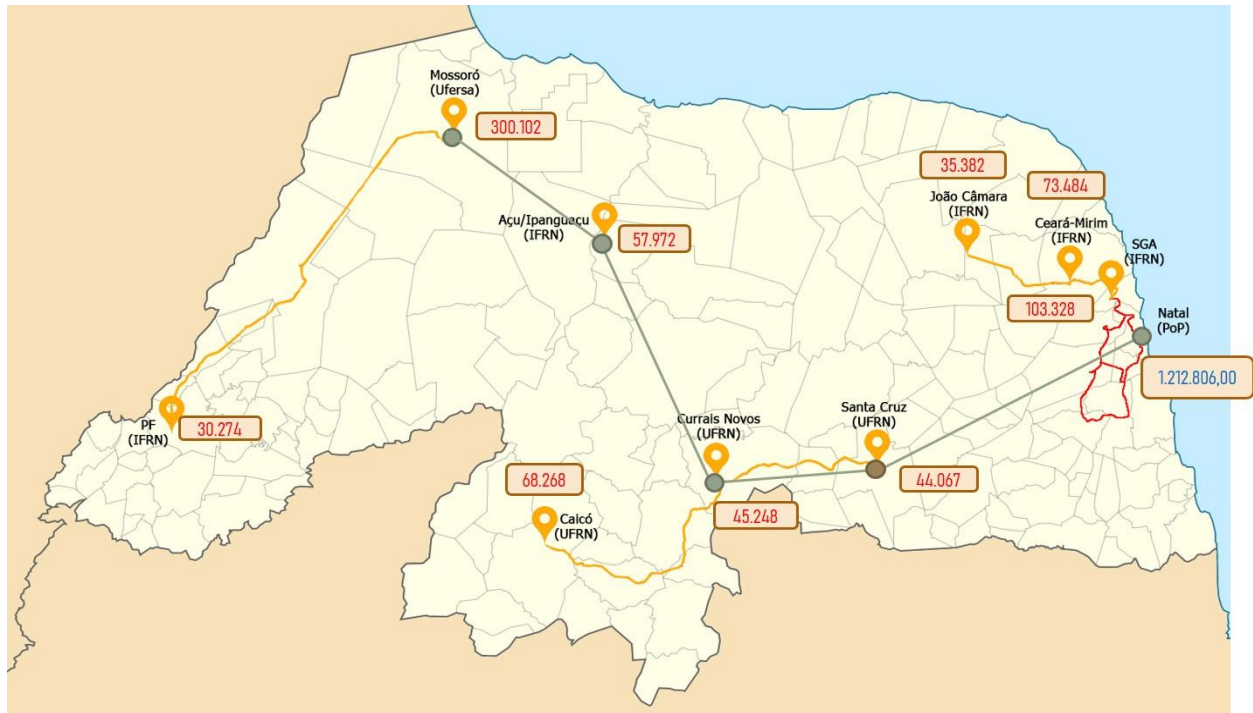 Mossoró
(Ufersa)
300.102
Açu/Ipanguaçu
(IFRN)
57.972
35.382
João Câmara
(IFRN)
73.484
Ceará-Mirim
(IFRN)
SGA
(IFRN)
103.328
Natal
(PoP)
1.212.806,00
PF
(IFRN)
30.274
Currais Novos
(UFRN)
45.248
Santa Cruz
(UFRN)
44.067
68.268
Caicó
(UFRN)